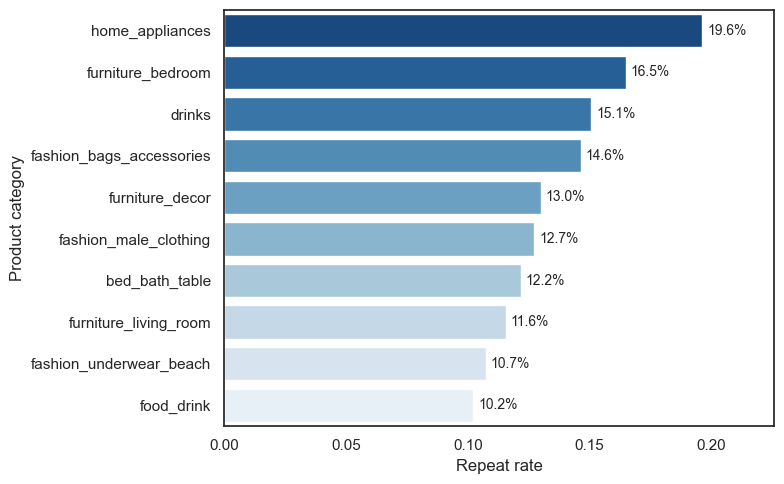 home_appliances 19.6%
furniture_bedroom 16.5%
drinks 15.1%
fashion_bags_accessories 14.6%
furniture_decor 13.0%
fashion_male_clothing 12.7%
bed_bath_table 12.2%
furniture_living_room 11.6%
fashion_underwear_beach 10.7%
food_drink 10.2%
Product category
0.00 0.05 0.10 0.15 0.20
Repeat rate